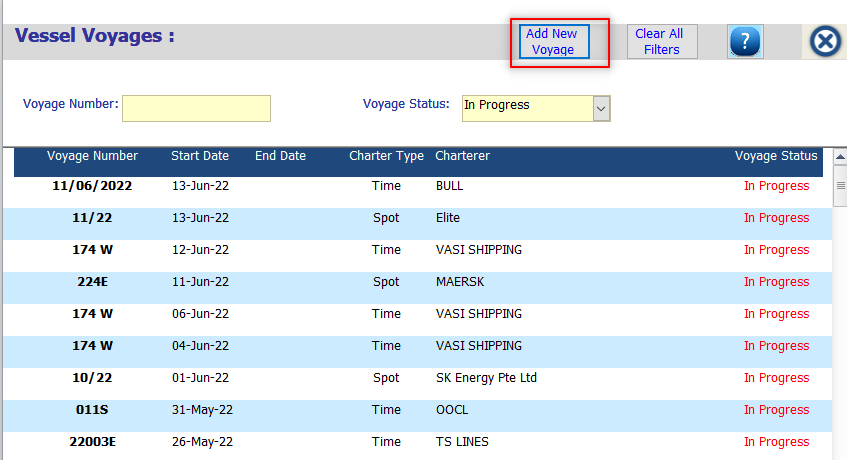 Vessel Voyages :
Add New
Voyage
Clear All
Filters
?
Voyage Number:
Voyage Status: In Progress
Voyage Number Start Date End Date Charter Type Charterer Voyage Status
11/06/2022 13-Jun-22 Time BULL In Progress
11/22 13-Jun-22 Spot Elite In Progress
174 W 12-Jun-22 Time VASI SHIPPING In Progress
224E 11-Jun-22 Spot MAERSK In Progress
174 W 06-Jun-22 Time VASI SHIPPING In Progress
174 W 04-Jun-22 Time VASI SHIPPING In Progress
10/22 01-Jun-22 Spot SK Energy Pte Ltd In Progress
011S 31-May-22 Time OOCL In Progress
22003E 26-May-22 Time TS LINES In Progress